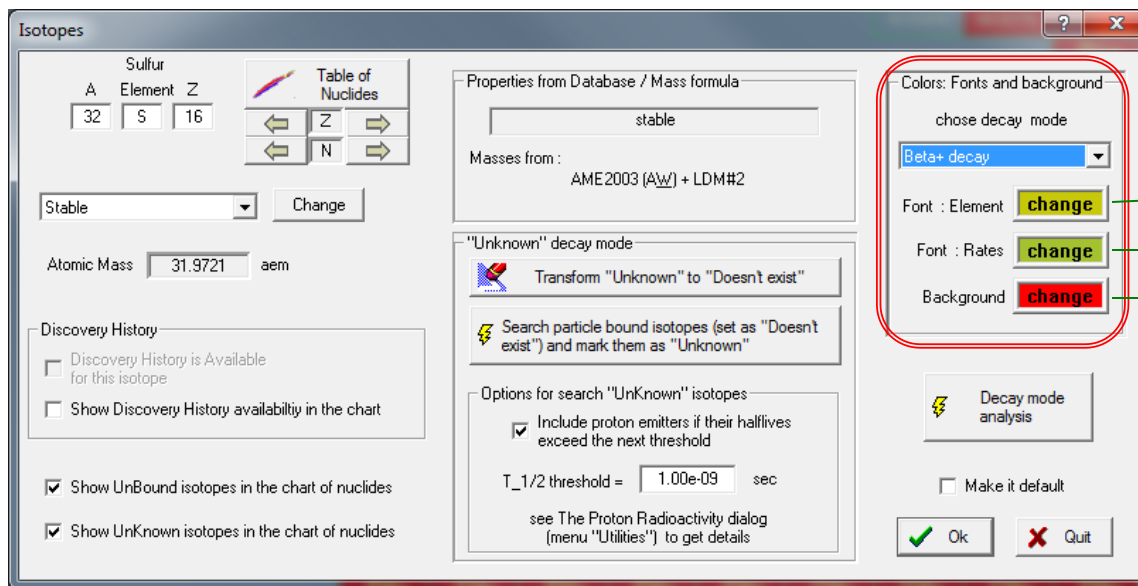 Isotopes
?
X
Sulfur
A Element Z
32 S 16
Table of
Nuclides
Z
N
Stable
Change
Atomic Mass 31.9721 aem
Discovery History
Discovery History is Available
for this isotope
Show Discovery History availabiltiy in the chart
Show UnBound isotopes in the chart of nuclides
Show UnKnown isotopes in the chart of nuclides
Properties from Database / Mass formula
stable
Masses from :
AME2003 (AW) + LDM#2
"Unknown" decay mode
Transform "Unknown" to "Doesn't exist"
Search particle bound isotopes (set as "Doesn't
exist") and mark them as "Unknown"
Options for search "UnKnown" isotopes
Include proton emitters if their halflives
exceed the next threshold
T_1/2 threshold = 1.00e-09 sec
see The Proton Radioactivity dialog
(menu "Utilities") to get details
Colors: Fonts and background
chose decay mode
Beta+ decay
Font : Element change
Font : Rates change
Background change
Decay mode
analysis
Make it default
Ok
Quit